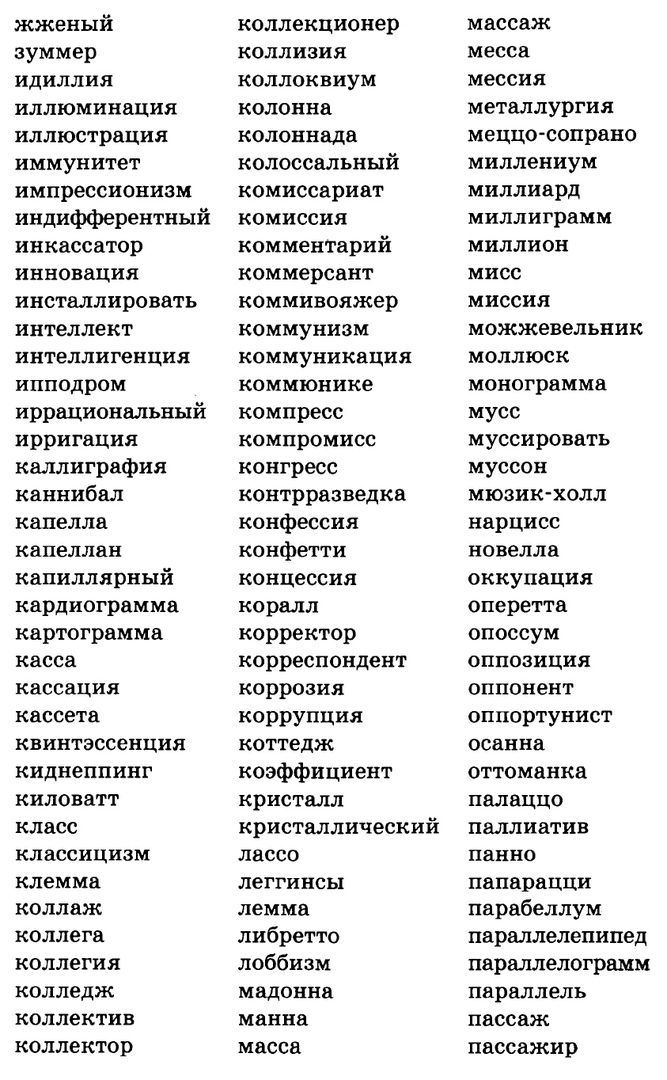 жженый
зуммер
идиллия
иллюминация
иллюстрация
иммунитет
импрессионизм
индифферентный
инкассатор
инновация
инсталлировать
интеллект
интеллигенция
ипподром
иррациональный
ирригация
каллиграфия
каннибал
капелла
капеллан
капиллярный
кардиограмма
картограмма
касса
кассация
кассета
квинтэссенция
киднеппинг
киловатт
класс
классицизм
клемма
коллаж
коллега
коллегия
колледж
коллектив
коллектор
коллекционер
коллизия
коллоквиум
колонна
колоннада
колоссальный
комиссариат
комиссия
комментарий
коммерсант
коммивояжер
коммунизм
коммуникация
коммюнике
компресс
компромисс
конгресс
контрразведка
конфессия
конфетти
концессия
коралл
корректор
корреспондент
коррозия
коррупция
коттедж
коэффициент
кристалл
кристаллический
лассо
леггинсы
лемма
либретто
лоббизм
мадонна
манна
масса
массаж
месса
мессия
металлургия
меццо-сопрано
миллениум
миллиард
миллиграмм
миллион
мисс
миссия
можжевельник
моллюск
монограмма
мусс
муссировать
муссон
мюзик-холл
нарцисс
новелла
оккупация
оперетта
опоссум
оппозиция
оппонент
оппортунист
осанна
оттоманка
палаццо
паллиатив
панно
папарацци
парабеллум
параллелепипед
параллелограмм
параллель
пассаж
пассажир